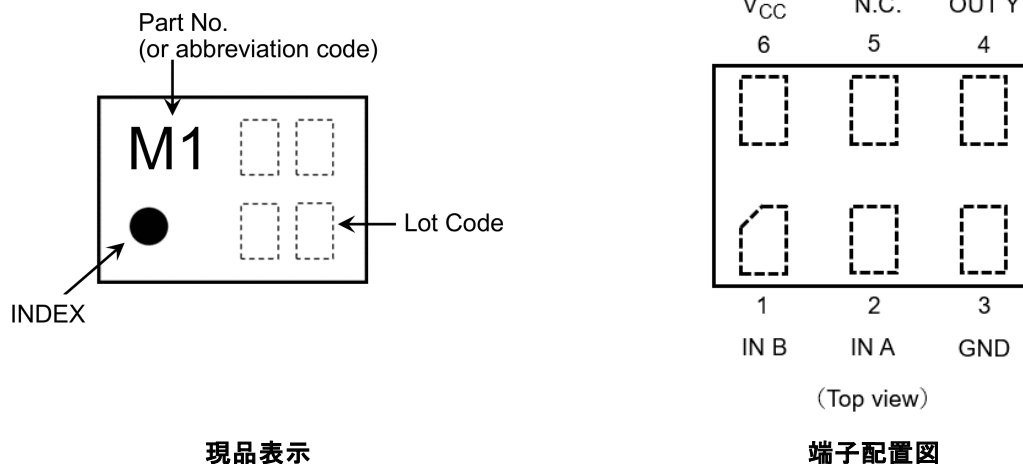 Part No.
(or abbreviation code)
M1
Lot Code
INDEX
現品表示
VCC N.C. OUT Y
6 5 4
1 2 3
IN B IN A GND
（Top view）
端子配置図